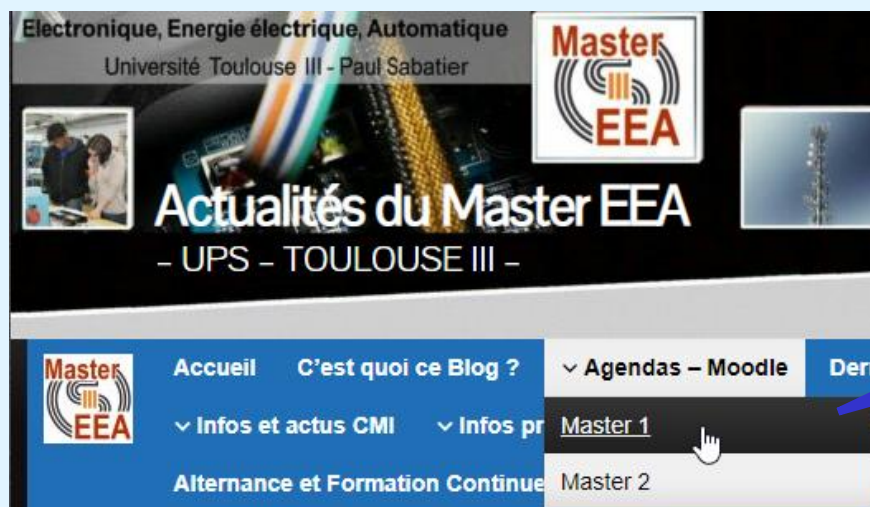 Electronique, Energie électrique, Automatique
Université Toulouse III - Paul Sabatier
Master
III
EEA
Actualités du Master EEA
– UPS – TOULOUSE III –
Master
III
EEA
Accueil C'est quoi ce Blog ? Agendas – Moodle
Infos et actus CMI Infos Master 1
Alternance et Formation Continue Master 2